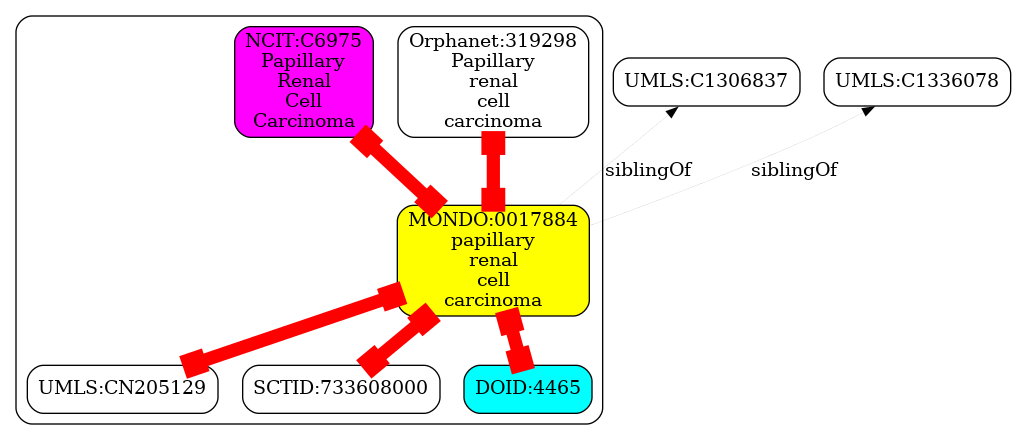 NCIT:C6975
Papillary
Renal
Cell
Carcinoma
Orphanet:319298
Papillary
renal
cell
carcinoma
UMLS:C1306837
UMLS:C1336078
siblingOf
siblingOf
MONDO:0017884
papillary
renal
cell
carcinoma
UMLS:CN205129
SCTID:733608000
DOID:4465